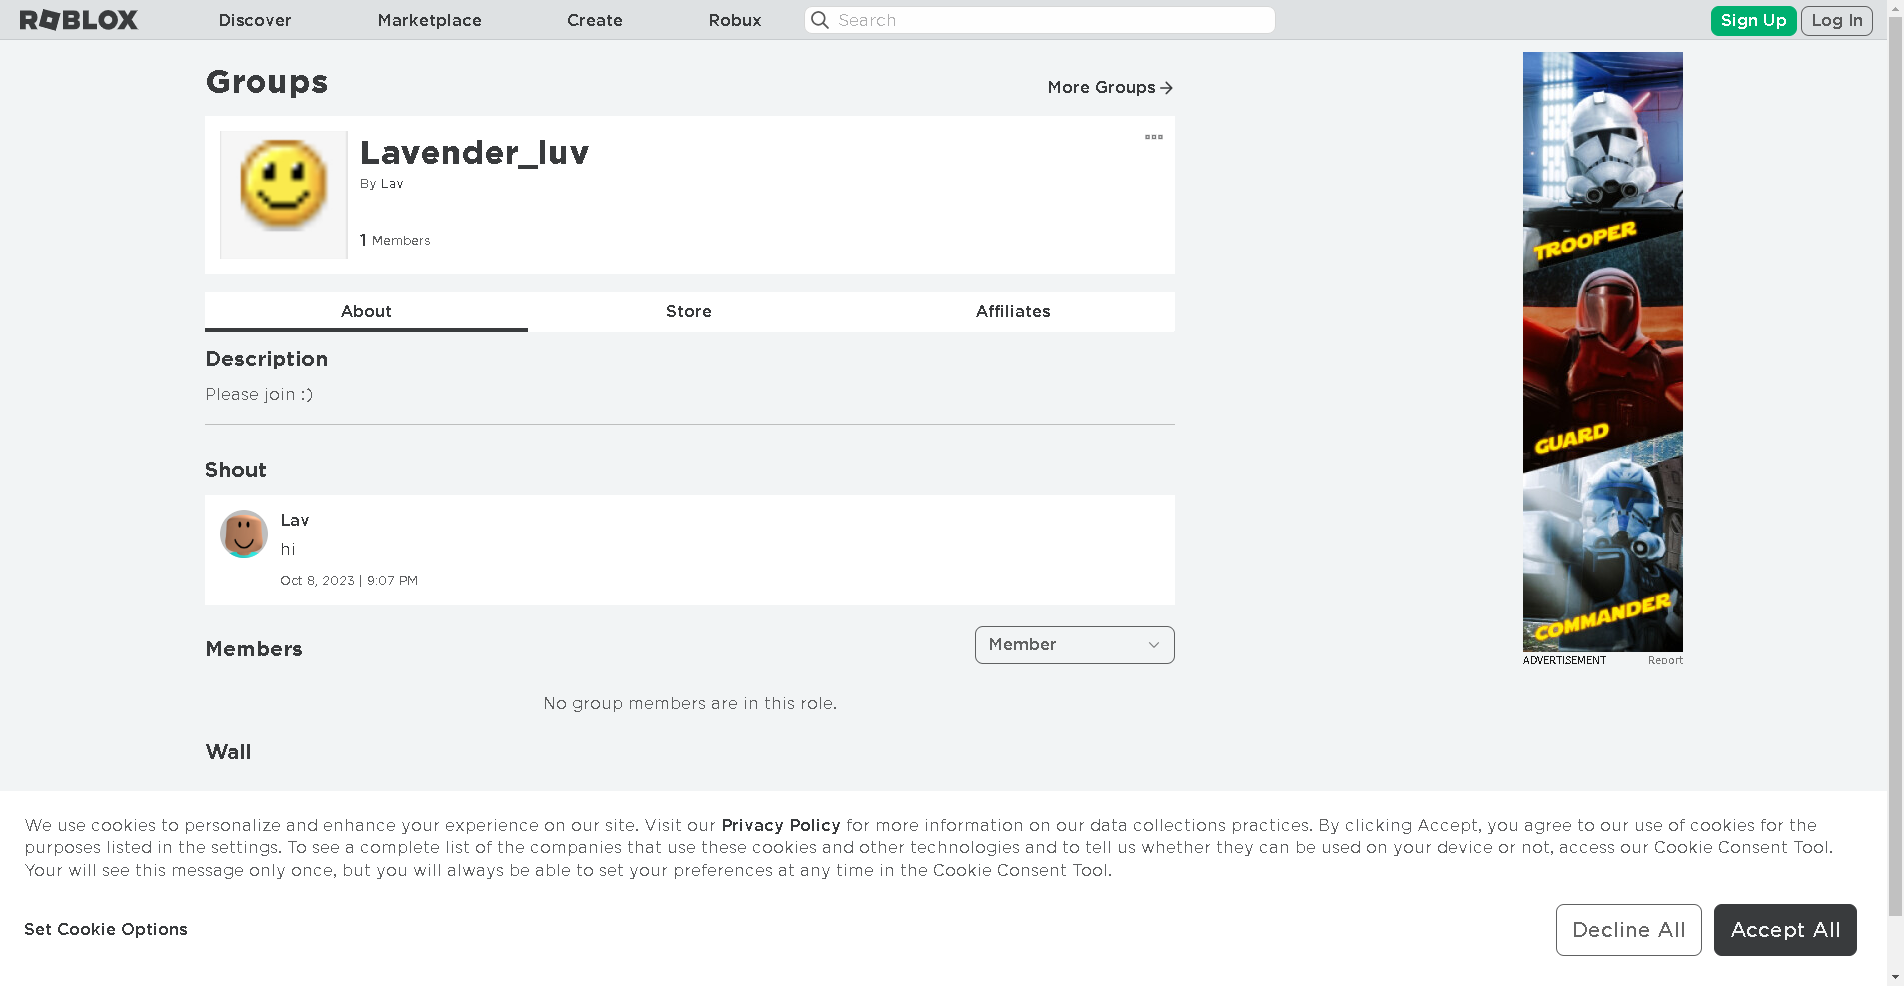 ROBLOX Discover Marketplace Create Robux Search Sign Up Log In
Groups
More Groups
Lavender_luv
By Lav
1 Members
About Store Affiliates
Description
Please join :)
Shout
Lav
hi
Oct 8, 2023 | 9:07 PM
Members
Member
No group members are in this role.
Wall
TROOPER
GUARD
COMMANDER
ADVERTISEMENT Report
We use cookies to personalize and enhance your experience on our site. Visit our Privacy Policy for more information on our data collections practices. By clicking Accept, you agree to our use of cookies for the
purposes listed in the settings. To see a complete list of the companies that use these cookies and other technologies and to tell us whether they can be used on your device or not, access our Cookie Consent Tool.
Your will see this message only once, but you will always be able to set your preferences at any time in the Cookie Consent Tool.
Set Cookie Options
Decline All
Accept All